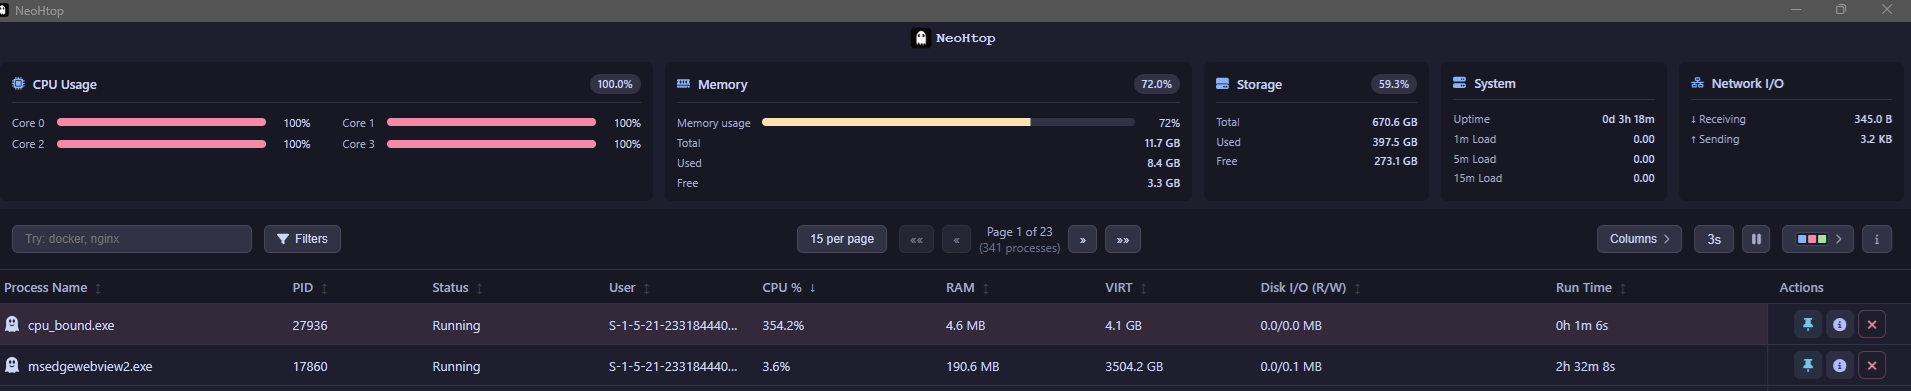 NeoHtop
NeoHtop
CPU Usage 100.0%
Core 0 100% Core 1 100%
Core 2 100% Core 3 100%
Memory 72.0%
Memory usage 72%
Total 11.7 GB
Used 8.4 GB
Free 3.3 GB
Storage 59.3%
Total 670.6 GB
Used 397.5 GB
Free 273.1 GB
System
Uptime 0d 3h 18m
1m Load 0.00
5m Load 0.00
15m Load 0.00
Network I/O
↓ Receiving 345.0 B
↑ Sending 3.2 KB
Try: docker, nginx Filters 15 per page «« « Page 1 of 23 » »» Columns > 3s > i
(341 processes)
Process Name ↕ PID ↕ Status ↕ User ↕ CPU % ↓ RAM ↕ VIRT ↕ Disk I/O (R/W) ↕ Run Time ↕ Actions
cpu_bound.exe 27936 Running S-1-5-21-233184440... 354.2% 4.6 MB 4.1 GB 0.0/0.0 MB 0h 1m 6s
msedgewebview2.exe 17860 Running S-1-5-21-233184440... 3.6% 190.6 MB 3504.2 GB 0.0/0.1 MB 2h 32m 8s